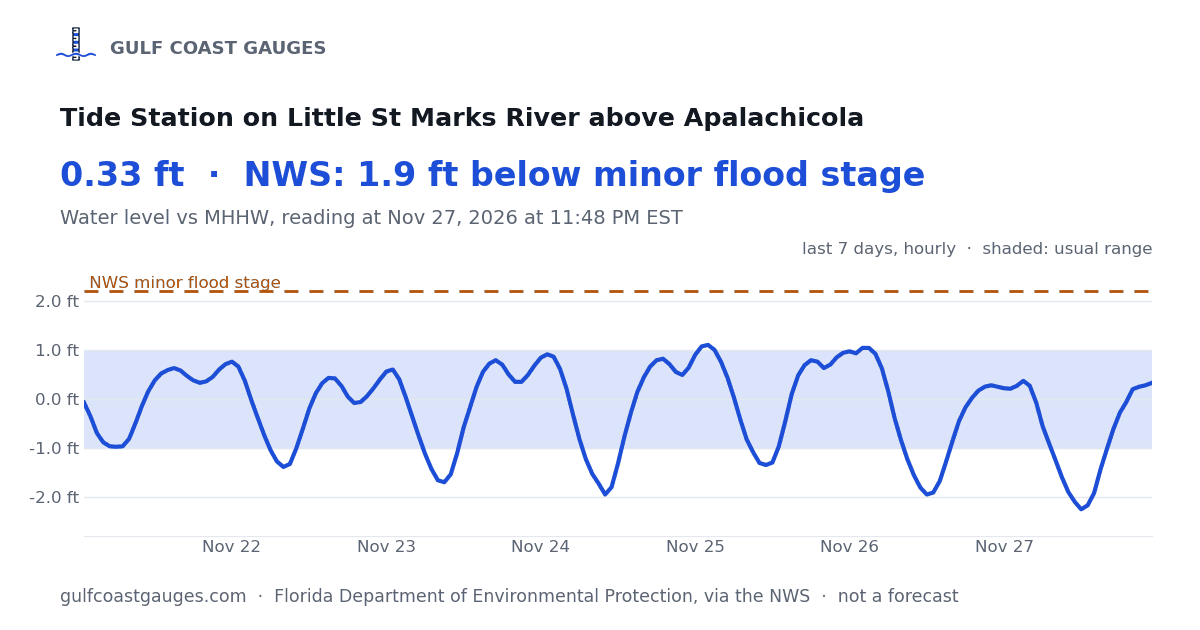 GULF COAST GAUGES
Tide Station on Little St Marks River above Apalachicola
0.33 ft · NWS: 1.9 ft below minor flood stage
Water level vs MHHW, reading at Nov 27, 2026 at 11:48 PM EST
last 7 days, hourly · shaded: usual range
NWS minor flood stage
2.0 ft
1.0 ft
0.0 ft
-1.0 ft
-2.0 ft
Nov 22 Nov 23 Nov 24 Nov 25 Nov 26 Nov 27
gulfcoastgauges.com · Florida Department of Environmental Protection, via the NWS · not a forecast